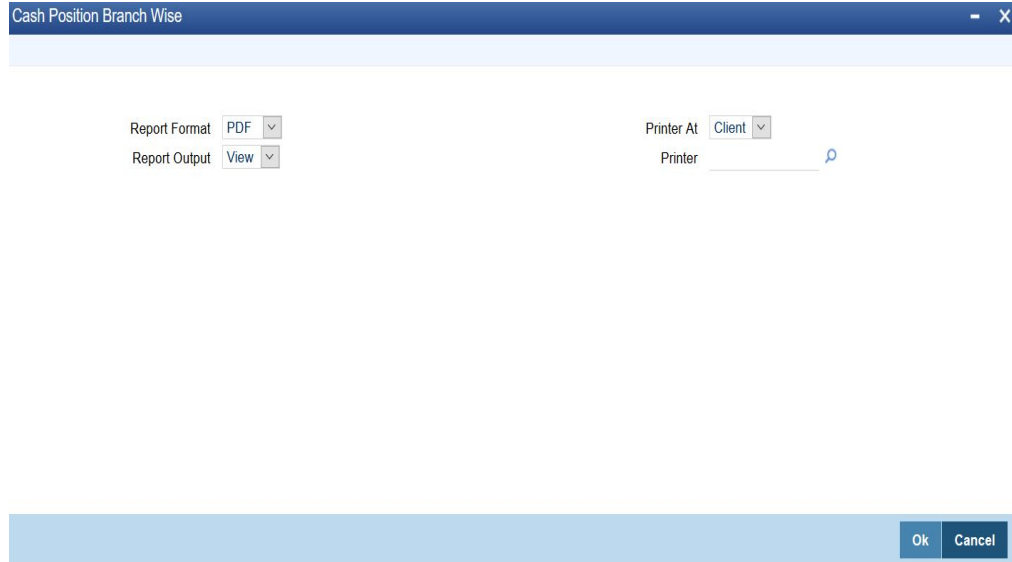 Cash Position Branch Wise
Report Format PDF Printer At Client
Report Output View Printer
Ok Cancel